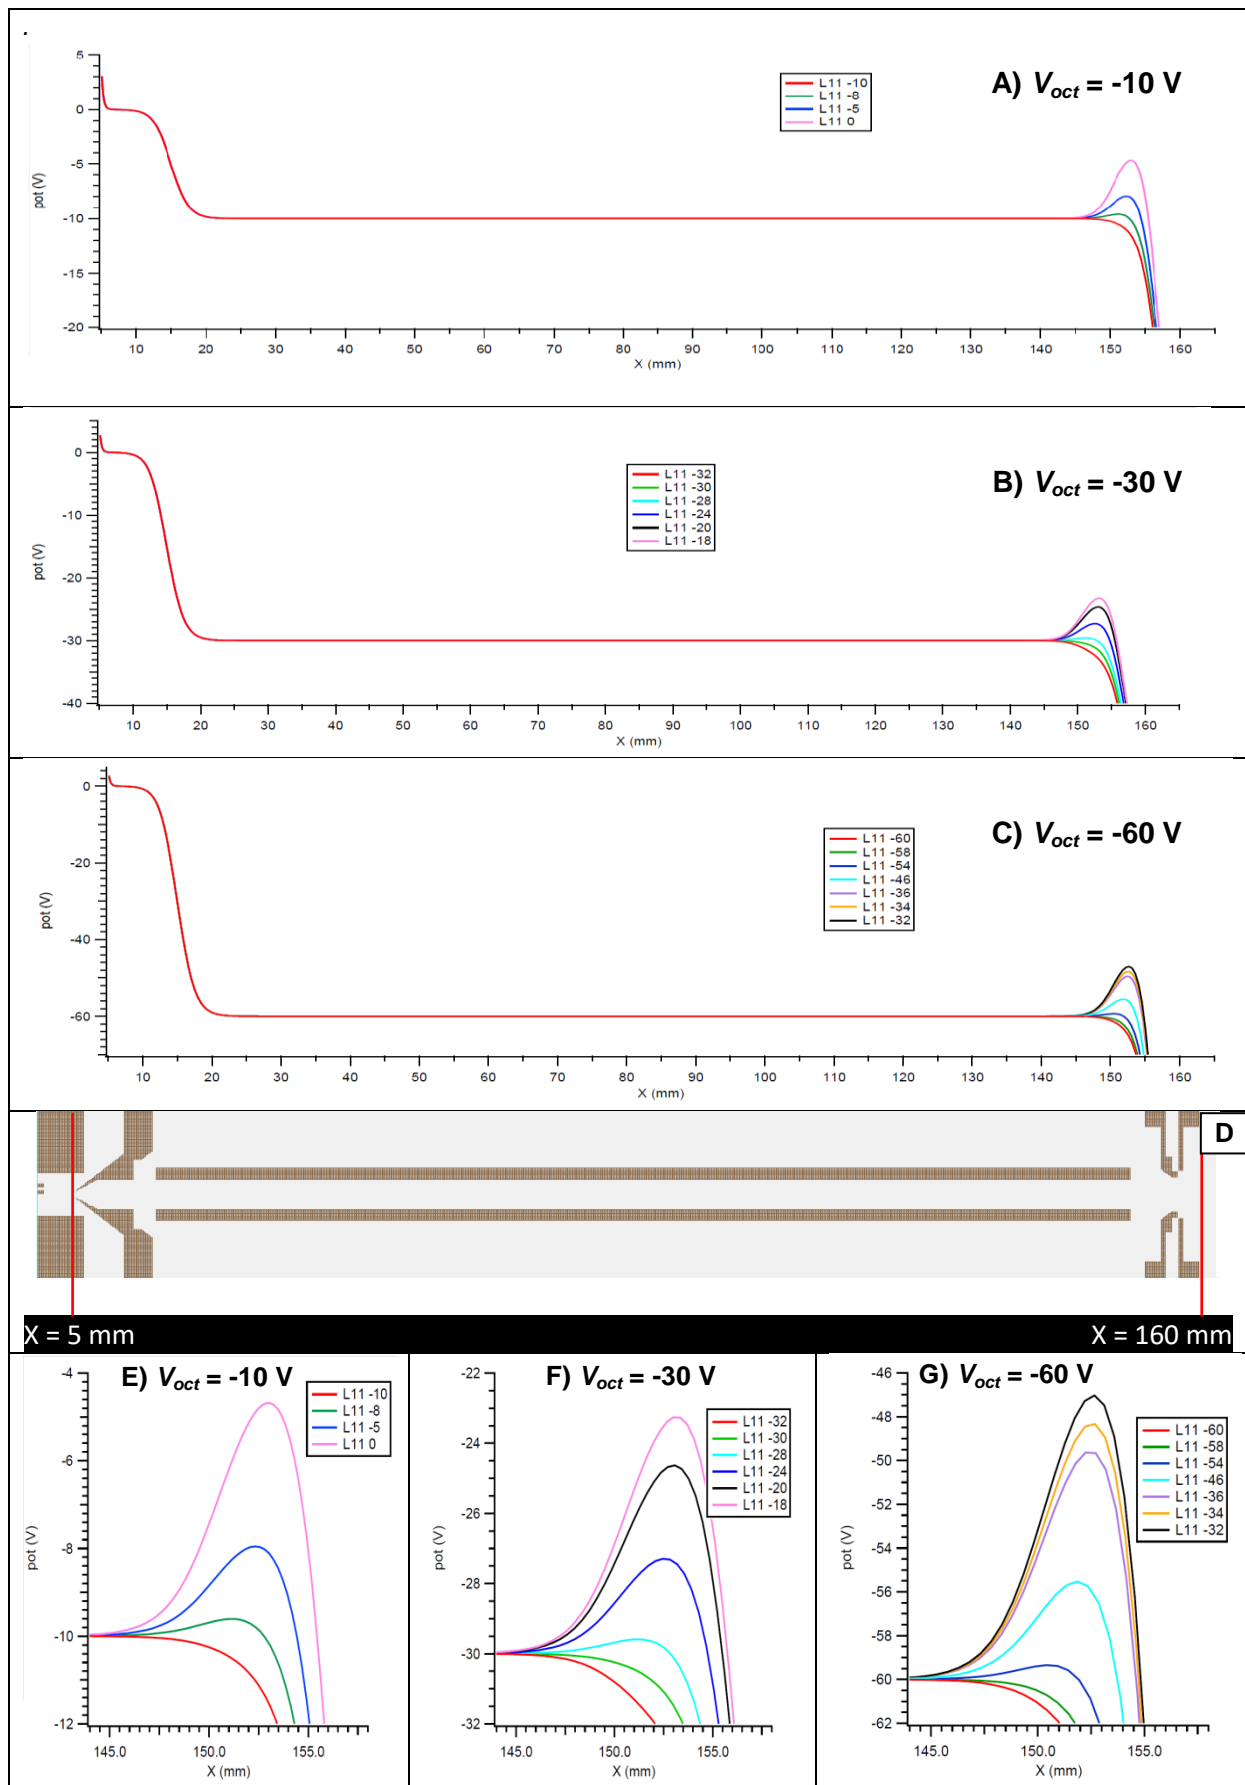 .
A) Voct = -10 V
L11 -10
L11 -8
L11 -5
L11 0
5
0
-5
-10
-15
-20
pot (V)
10 20 30 40 50 60 70 80 90 100 110 120 130 140 150 160
X (mm)
B) Voct = -30 V
L11 -32
L11 -30
L11 -28
L11 -24
L11 -20
L11 -18
0
-10
-20
-30
-40
pot (V)
10 20 30 40 50 60 70 80 90 100 110 120 130 140 150 160
X (mm)
C) Voct = -60 V
L11 -60
L11 -58
L11 -54
L11 -46
L11 -36
L11 -34
L11 -32
0
-20
-40
-60
pot (V)
10 20 30 40 50 60 70 80 90 100 110 120 130 140 150 160
X (mm)
D
X = 5 mm X = 160 mm
E) Voct = -10 V
L11 -10
L11 -8
L11 -5
L11 0
-4
-6
-8
-10
-12
pot (V)
145.0 150.0 155.0
X (mm)
F) Voct = -30 V
L11 -32
L11 -30
L11 -28
L11 -24
L11 -20
L11 -18
-22
-24
-26
-28
-30
-32
pot (V)
145.0 150.0 155.0
X (mm)
G) Voct = -60 V
L11 -60
L11 -58
L11 -54
L11 -46
L11 -36
L11 -34
L11 -32
-46
-48
-50
-52
-54
-56
-58
-60
-62
pot (V)
145.0 150.0 155.0
X (mm)